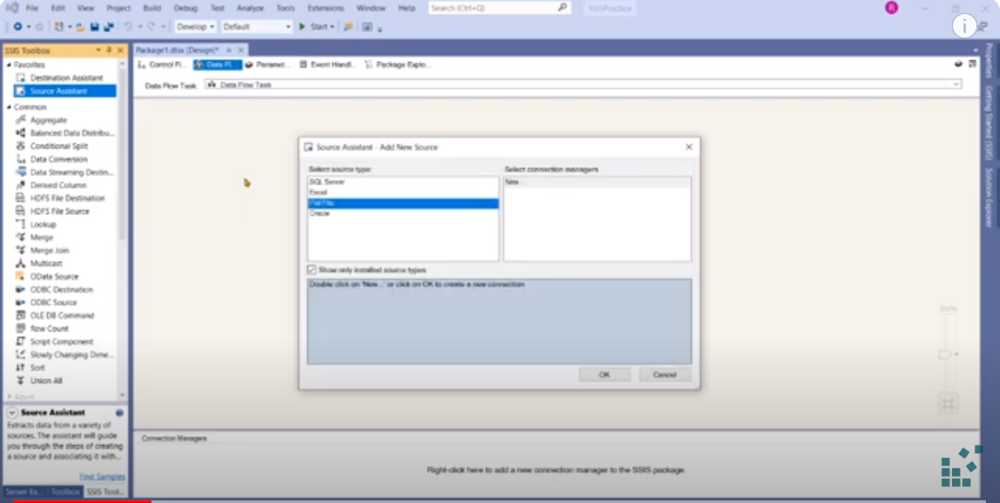 File Edit View Project Build Debug Test Analyze Tools Extensions Window Help Search (Ctrl+Q) SSISPractice R
Develop Default Start
SSIS Toolbox
Package1.dtsx [Design]*
Favorites
Destination Assistant
Source Assistant
Common
Aggregate
Balanced Data Distribu...
Conditional Split
Data Conversion
Data Streaming Destin...
Derived Column
HDFS File Destination
HDFS File Source
Lookup
Merge
Merge Join
Multicast
OData Source
ODBC Destination
ODBC Source
OLE DB Command
Row Count
Script Component
Slowly Changing Dime...
Sort
Union All
Azure
Source Assistant
Extracts data from a variety of
sources. The assistant will guide
you through the steps of creating
a source and associating it with...
Find Samples
Server Ex... Toolbox SSIS Tool...
Control Fl... Data Fl... Paramet... Event Handl... Package Explo...
Data Flow Task: Data Flow Task
Source Assistant - Add New Source
Select source type:
SQL Server
Excel
Flat File
Oracle
Select connection managers
New...
Show only installed source types
Double click on 'New...' or click on OK to create a new connection
OK Cancel
100%
Connection Managers
Right-click here to add a new connection manager to the SSIS package.
Properties
Getting Started (SSIS)
Solution Explorer